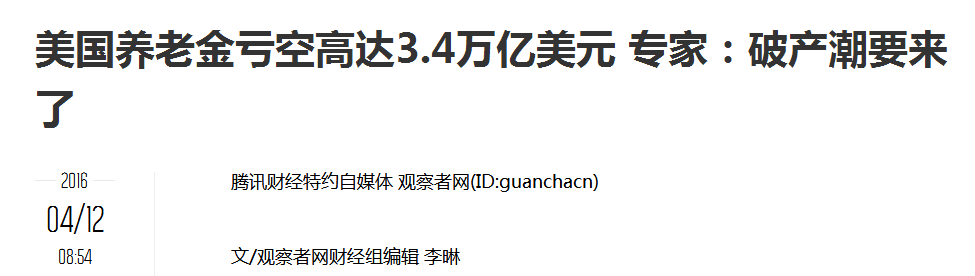 美国养老金亏空高达3.4万亿美元 专家：破产潮要来
了
2016
04/12
08:54
腾讯财经特约自媒体 观察者网(ID:guanchacn)
文/观察者网财经组编辑 李晽